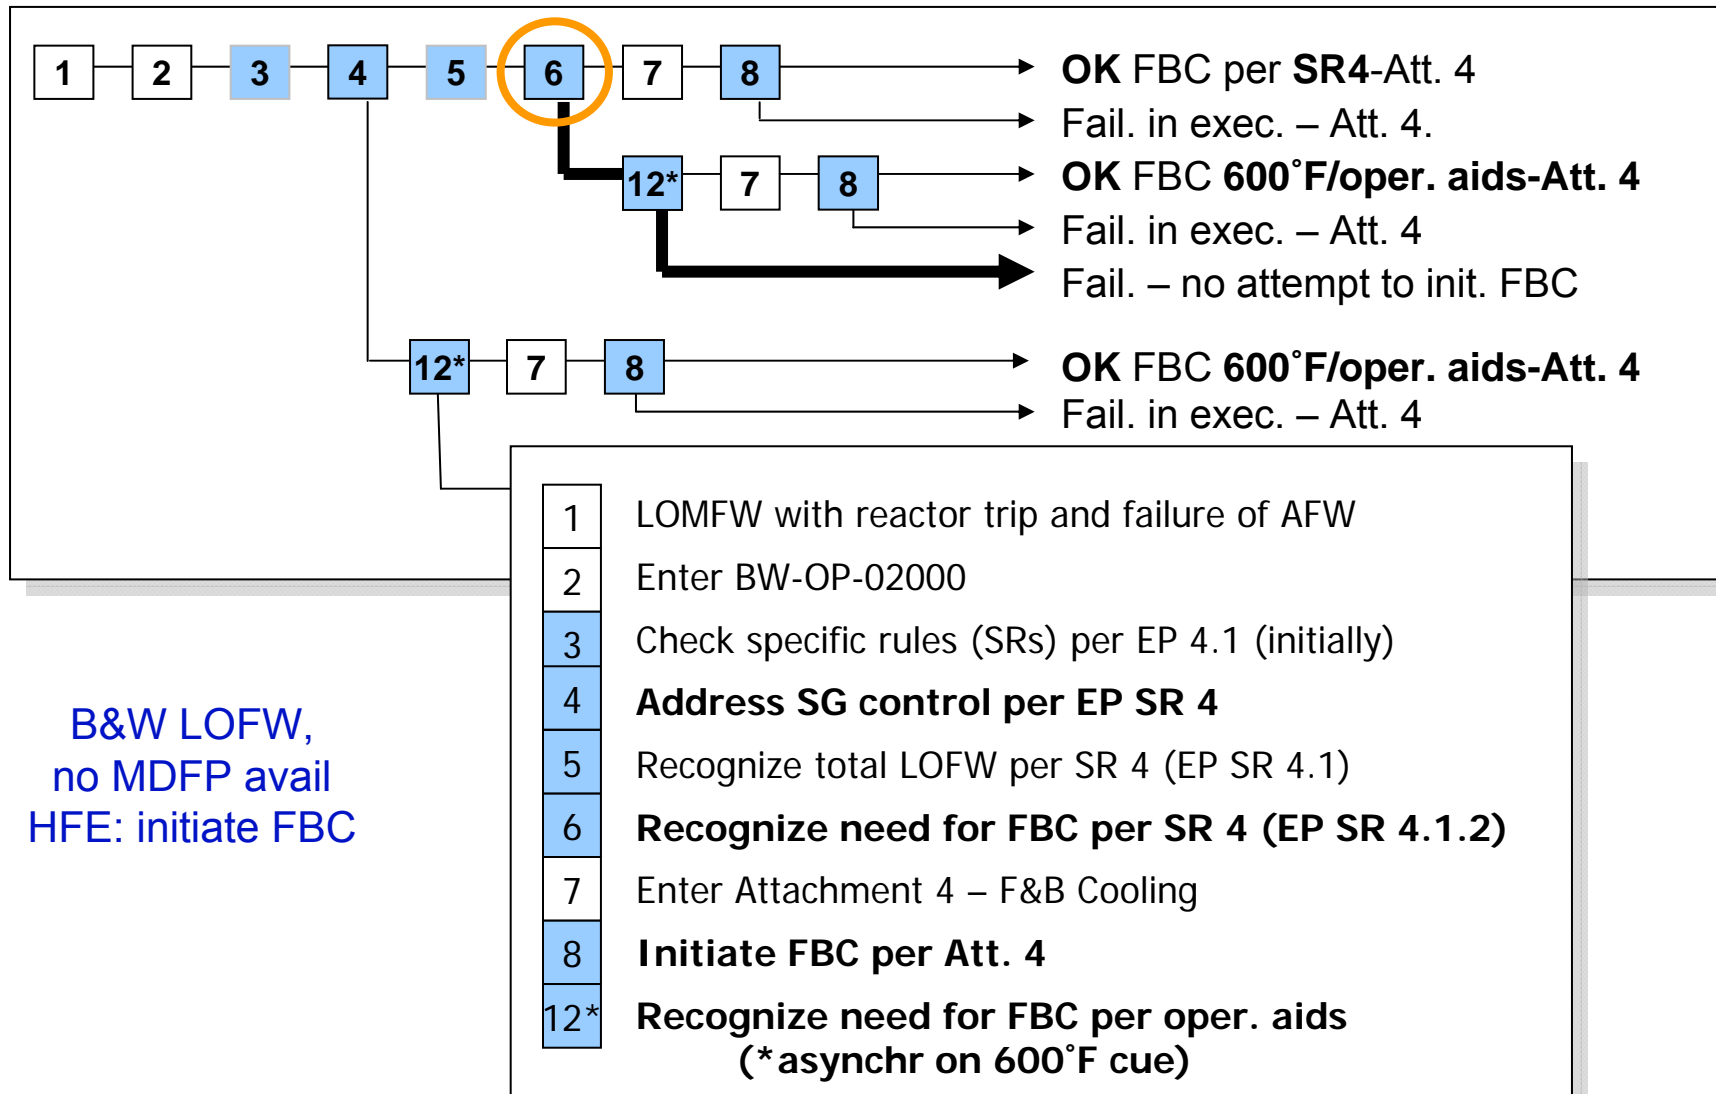 1 2 3 4 5 6 7 8 OK FBC per SR4-Att. 4
Fail. in exec. – Att. 4.
12* 7 8 OK FBC 600˚F/oper. aids-Att. 4
Fail. in exec. – Att. 4
Fail. – no attempt to init. FBC
12* 7 8 OK FBC 600˚F/oper. aids-Att. 4
Fail. in exec. – Att. 4
1 LOMFW with reactor trip and failure of AFW
2 Enter BW-OP-02000
3 Check specific rules (SRs) per EP 4.1 (initially)
4 Address SG control per EP SR 4
5 Recognize total LOFW per SR 4 (EP SR 4.1)
6 Recognize need for FBC per SR 4 (EP SR 4.1.2)
7 Enter Attachment 4 – F&B Cooling
8 Initiate FBC per Att. 4
12* Recognize need for FBC per oper. aids
(*asynchr on 600˚F cue)
B&W LOFW,
no MDFP avail
HFE: initiate FBC